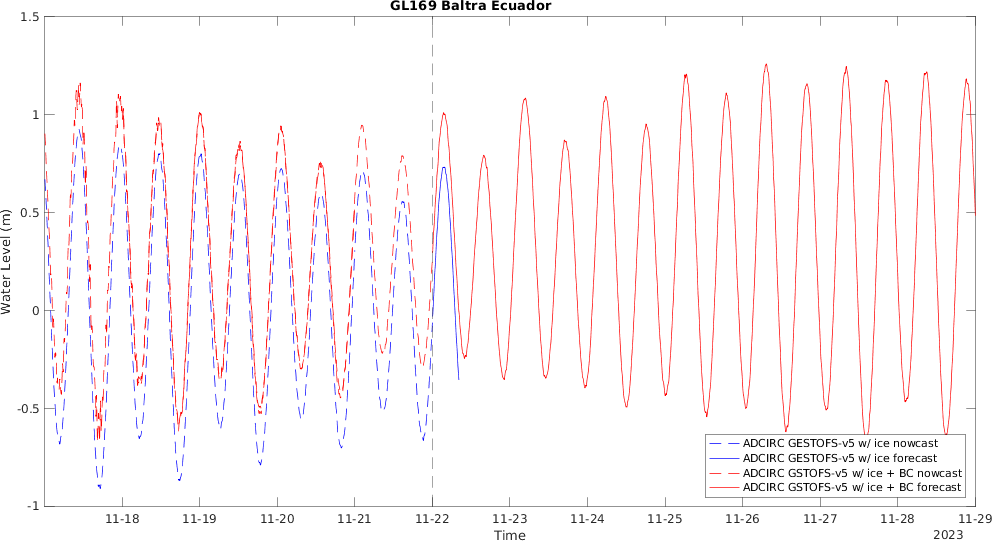 GL169 Baltra Ecuador
1.5
1
0.5
0
-0.5
-1
Water Level (m)
11-18
11-19
11-20
11-21
11-22
11-23
11-24
11-25
11-26
11-27
11-28
11-29
Time
2023
ADCIRC GESTOFS-v5 w/ ice nowcast
ADCIRC GESTOFS-v5 w/ ice forecast
ADCIRC GSTOFS-v5 w/ ice + BC nowcast
ADCIRC GSTOFS-v5 w/ ice + BC forecast